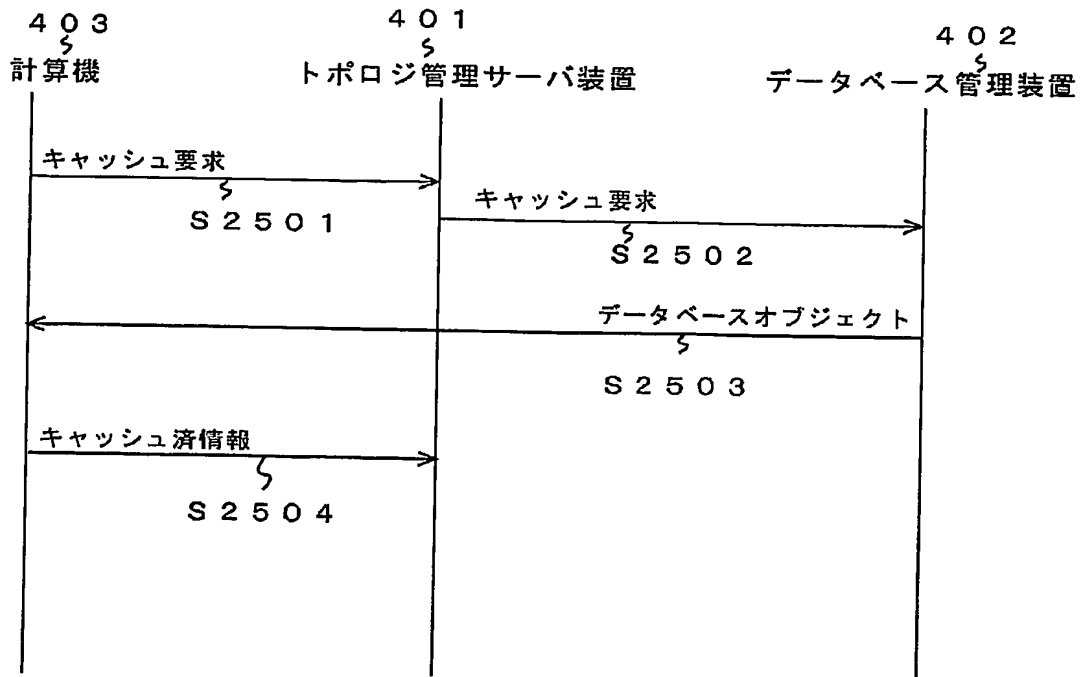 403
401
402
計算機
トポロジ管理サーバ装置
データベース管理装置
キャッシュ要求
S2501
キャッシュ要求
S2502
データベースオブジェクト
S2503
キャッシュ済情報
S2504